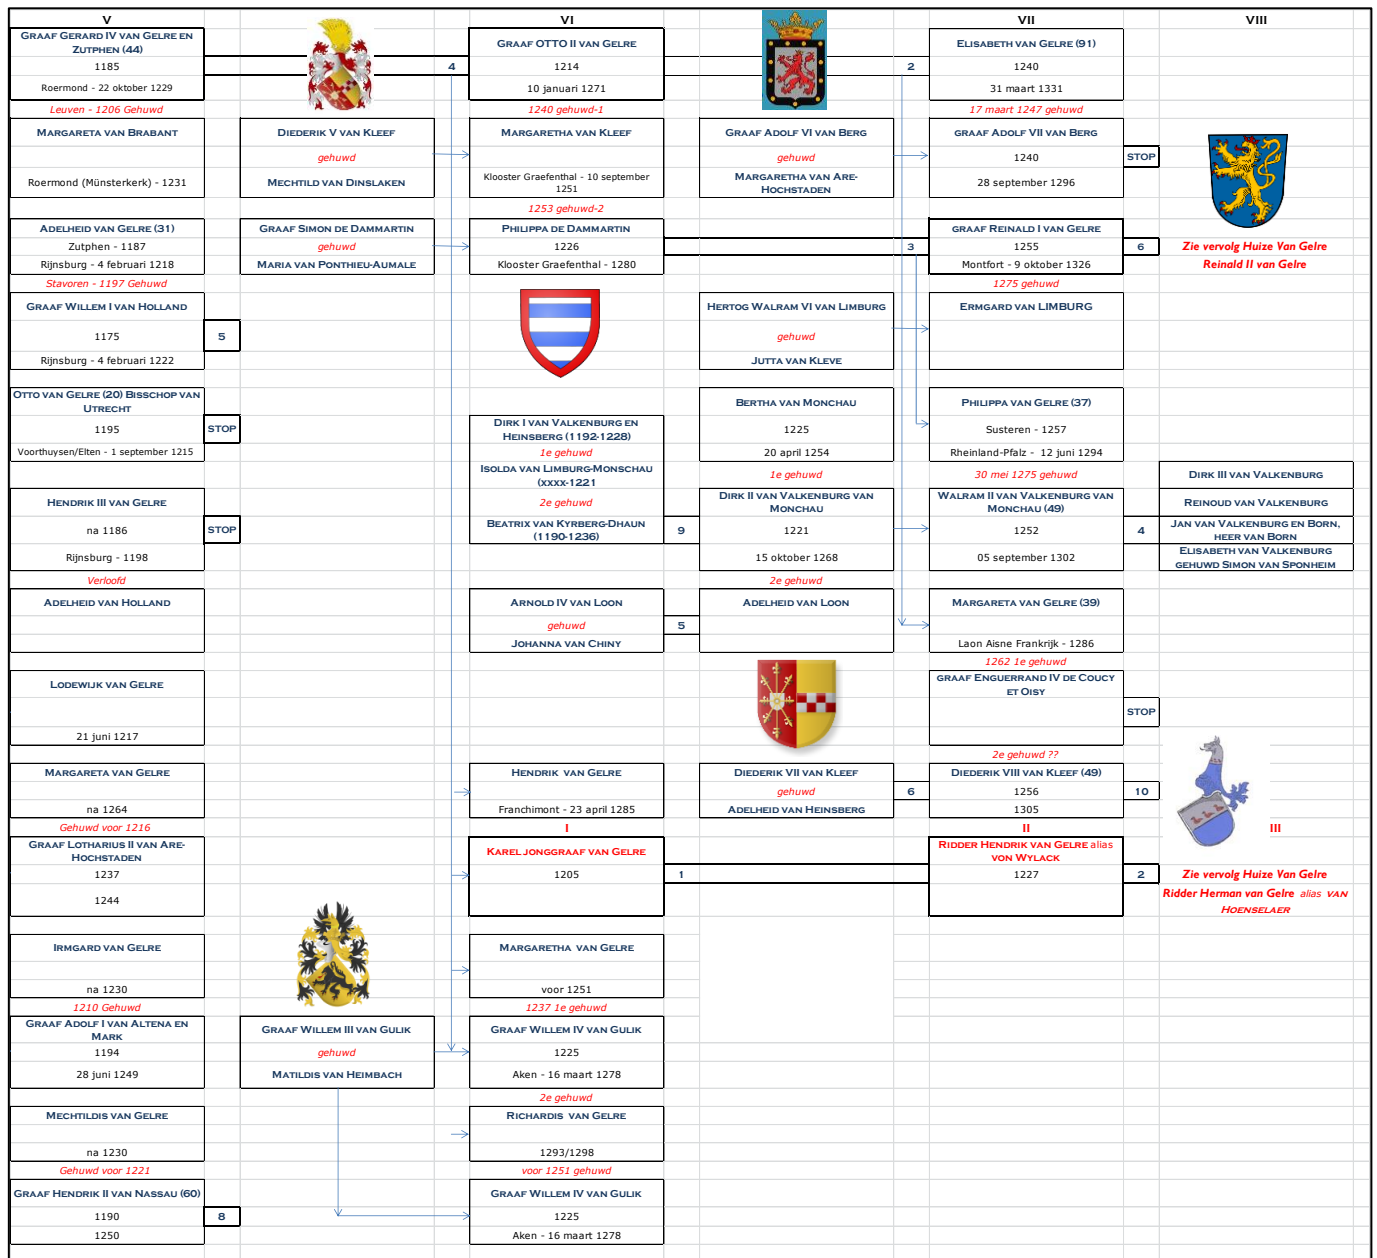 V
VI
VII
VIII
Graaf Gerard IV van Gelre en
Zutphen (44)
1185
Roermond - 22 oktober 1229
Leuven - 1206 Gehuwd
Margareta van Brabant
Roermond (Münsterkerk) - 1231
Adelheid van Gelre (31)
Zutphen - 1187
Rijnsburg - 4 februari 1218
Stavoren - 1197 Gehuwd
Graaf Willem I van Holland
1175
5
Rijnsburg - 4 februari 1222
Otto van Gelre (20) Bisschop van
Utrecht
1195
STOP
Voorthuysen/Elten - 1 september 1215
Hendrik III van Gelre
na 1186
STOP
Rijnsburg - 1198
Verloofd
Adelheid van Holland
Lodewijk van Gelre
21 juni 1217
Margareta van Gelre
na 1264
Gehuwd voor 1216
Graaf Lotharius II van Are-
Hochstaden
1237
1244
Irmgard van Gelre
na 1230
1210 Gehuwd
Graaf Adolf I van Altena en
Mark
1194
28 juni 1249
Mechtildis van Gelre
na 1230
Gehuwd voor 1221
Graaf Hendrik II van Nassau (60)
1190
8
1250
Diederik V van Kleef
gehuwd
Mechtild van Dinslaken
Graaf Simon de Dammartin
gehuwd
Maria van Ponthieu-Aumale
Graaf Willem III van Gulik
gehuwd
Matildis van Heimbach
4
Graaf OTTO II van Gelre
1214
10 januari 1271
1240 gehuwd-1
Margaretha van Kleef
Klooster Graefenthal - 10 september
1251
1253 gehuwd-2
Philippa de Dammartin
1226
Klooster Graefenthal - 1280
Dirk I van Valkenburg en
Heinsberg (1192-1228)
1e gehuwd
Isolda van Limburg-Monschau
(xxxx-1221
2e gehuwd
Beatrix van Kyrberg-Dhaun
(1190-1236)
9
Arnold IV van Loon
gehuwd
5
Johanna van Chiny
Hendrik van Gelre
Franchimont - 23 april 1285
I
Karel jonggraaf van Gelre
1205
1
Margaretha van Gelre
voor 1251
1237 1e gehuwd
Graaf Willem IV van Gulik
1225
Aken - 16 maart 1278
2e gehuwd
Richardis van Gelre
1293/1298
voor 1251 gehuwd
Graaf Willem IV van Gulik
1225
Aken - 16 maart 1278
Graaf Adolf VI van Berg
gehuwd
Margaretha van Are-
Hochstaden
Hertog Walram VI van Limburg
gehuwd
Jutta van Kleve
Bertha van Monchau
1225
20 april 1254
1e gehuwd
Dirk II van Valkenburg van
Monchau
1221
15 oktober 1268
2e gehuwd
Adelheid van Loon
Diederik VII van Kleef
gehuwd
6
Adelheid van Heinsberg
2
Elisabeth van Gelre (91)
1240
31 maart 1331
17 maart 1247 gehuwd
graaf Adolf VII van Berg
1240
STOP
28 september 1296
3
graaf Reinald I van Gelre
1255
6
Montfort - 9 oktober 1326
1275 gehuwd
Ermgard van LIMBURG
Philippa van Gelre (37)
Susteren - 1257
Rheinland-Pfalz - 12 juni 1294
30 mei 1275 gehuwd
Walram II van Valkenburg van
Monchau (49)
1252
4
05 september 1302
Margareta van Gelre (39)
Laon Aisne Frankrijk - 1286
1262 1e gehuwd
graaf Enguerrand IV de Coucy
et Oisy
STOP
2e gehuwd ??
Diederik VIII van Kleef (49)
1256
10
1305
II
Ridder Hendrik van Gelre alias
von Wylack
1227
2
Zie vervolg Huize Van Gelre
Reinald II van Gelre
Dirk III van Valkenburg
Reinoud van Valkenburg
Jan van Valkenburg en Born,
heer van Born
Elisabeth van Valkenburg
gehuwd Simon van Sponheim
III
Zie vervolg Huize Van Gelre
Ridder Herman van Gelre alias van
Hoenselaer